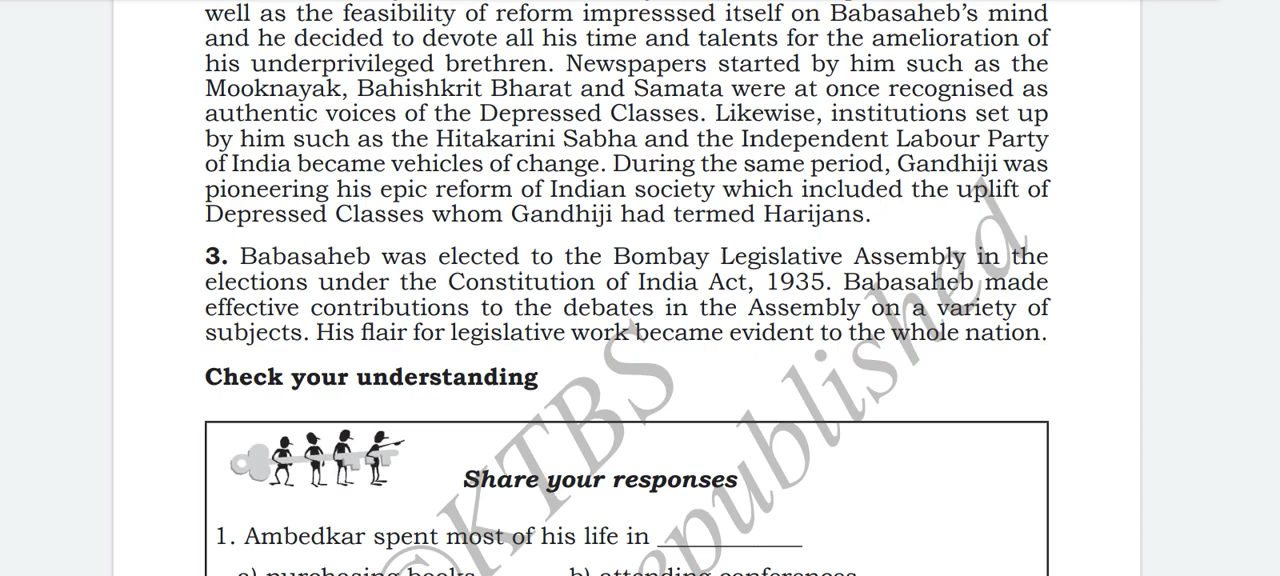 well as the feasibility of reform impresssed itself on Babasaheb's mind
and he decided to devote all his time and talents for the amelioration of
his underprivileged brethren. Newspapers started by him such as the
Mooknayak, Bahishkrit Bharat and Samata were at once recognised as
authentic voices of the Depressed Classes. Likewise, institutions set up
by him such as the Hitakarini Sabha and the Independent Labour Party
of India became vehicles of change. During the same period, Gandhiji was
pioneering his epic reform of Indian society which included the uplift of
Depressed Classes whom Gandhiji had termed Harijans.
3. Babasaheb was elected to the Bombay Legislative Assembly in the
elections under the Constitution of India Act, 1935. Babasaheb made
effective contributions to the debates in the Assembly on a variety of
subjects. His flair for legislative work became evident to the whole nation.
Check your understanding
Share your responses
1. Ambedkar spent most of his life in ____________
a) purchasing books b) attending conferences
©KTBS
republished